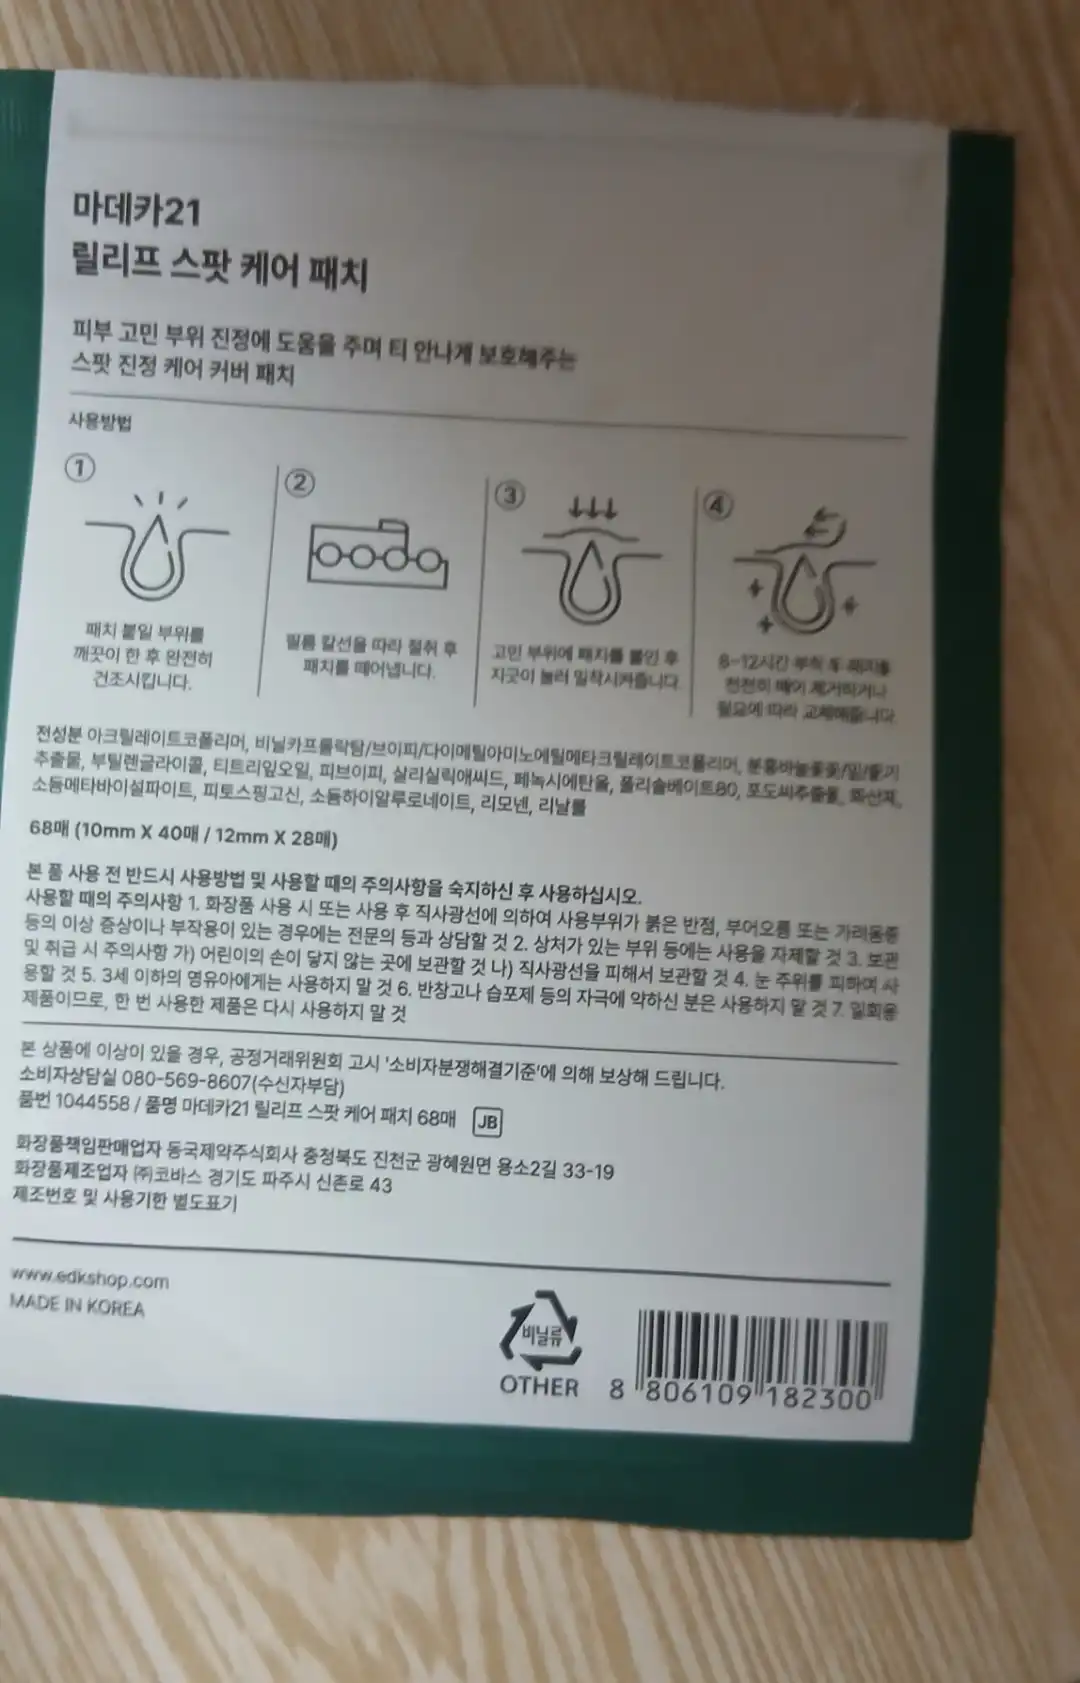 마데카21
릴리프 스팟 케어 패치
피부 고민 부위 진정에 도움을 주며 티 안나게 보호해주는
스팟 진정 케어 커버 패치
사용방법
①
패치 붙일 부위를
깨끗이 한 후 완전히
건조시킵니다.
②
필름 칼선을 따라 절취 후
패치를 떼어냅니다.
③
고민 부위에 패치를 붙인 후
지긋이 눌러 밀착시켜줍니다.
④
8-12시간 부착 후 패치를
천천히 떼어 제거하거나
필요에 따라 교체해줍니다.
전성분 아크릴레이트코폴리머, 비닐카프롤락탐/브이피/다이메틸아미노에틸메타크릴레이트코폴리머, 분홍바늘꽃꽃/잎/줄기
추출물, 부틸렌글라이콜, 티트리잎오일, 피브이피, 살리실릭애씨드, 페녹시에탄올, 폴리솔베이트80, 포도씨추출물,
소듐메타바이설파이트, 피토스핑고신, 소듐하이알루로네이트, 리모넨, 리날룰
68매 (10mm X 40매 / 12mm X 28매)
본 품 사용 전 반드시 사용방법 및 사용할 때의 주의사항을 숙지하신 후 사용하십시오.
사용할 때의 주의사항 1. 화장품 사용 시 또는 사용 후 직사광선에 의하여 사용부위가 붉은 반점, 부어오름 또는 가려움증
등의 이상 증상이나 부작용이 있는 경우에는 전문의 등과 상담할 것 2. 상처가 있는 부위 등에는 사용을 자제할 것 3. 보관
및 취급 시 주의사항 가) 어린이의 손이 닿지 않는 곳에 보관할 것 나) 직사광선을 피해서 보관할 것 4. 눈 주위를 피하여 사
용할 것 5. 3세 이하의 영유아에게는 사용하지 말 것 6. 반창고나 습포제 등의 자극에 약하신 분은 사용하지 말 것 7. 일회용
제품이므로, 한 번 사용한 제품은 다시 사용하지 말 것
본 상품에 이상이 있을 경우, 공정거래위원회 고시 '소비자분쟁해결기준'에 의해 보상해 드립니다.
소비자상담실 080-569-8607(수신자부담)
품번 1044558 / 품명 마데카21 릴리프 스팟 케어 패치 68매 JB
화장품책임판매업자 동국제약주식회사 충청북도 진천군 광혜원면 용소2길 33-19
화장품제조업자 ㈜코바스 경기도 파주시 신촌로 43
제조번호 및 사용기한 별도표기
www.edkshop.com
MADE IN KOREA
비닐류
OTHER
8 806109 182300